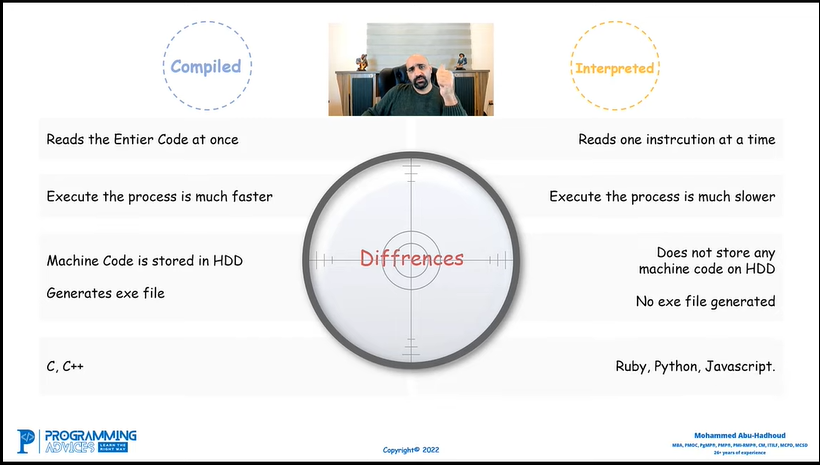 Compiled
Interpreted
Reads the Entier Code at once
Reads one instrcution at a time
Execute the process is much faster
Execute the process is much slower
Diffrences
Machine Code is stored in HDD
Generates exe file
Does not store any
machine code on HDD
No exe file generated
C, C++
Ruby, Python, Javascript.
PROGRAMMING
ADVICES
LEARN THE
RIGHT WAY
Copyright© 2022
Mohammed Abu-Hadhoud
MBA, PMOC, PgMP®, PMP®, PMI-RMP®, CM, ITILF, MCPD, MCSD
26+ years of experience